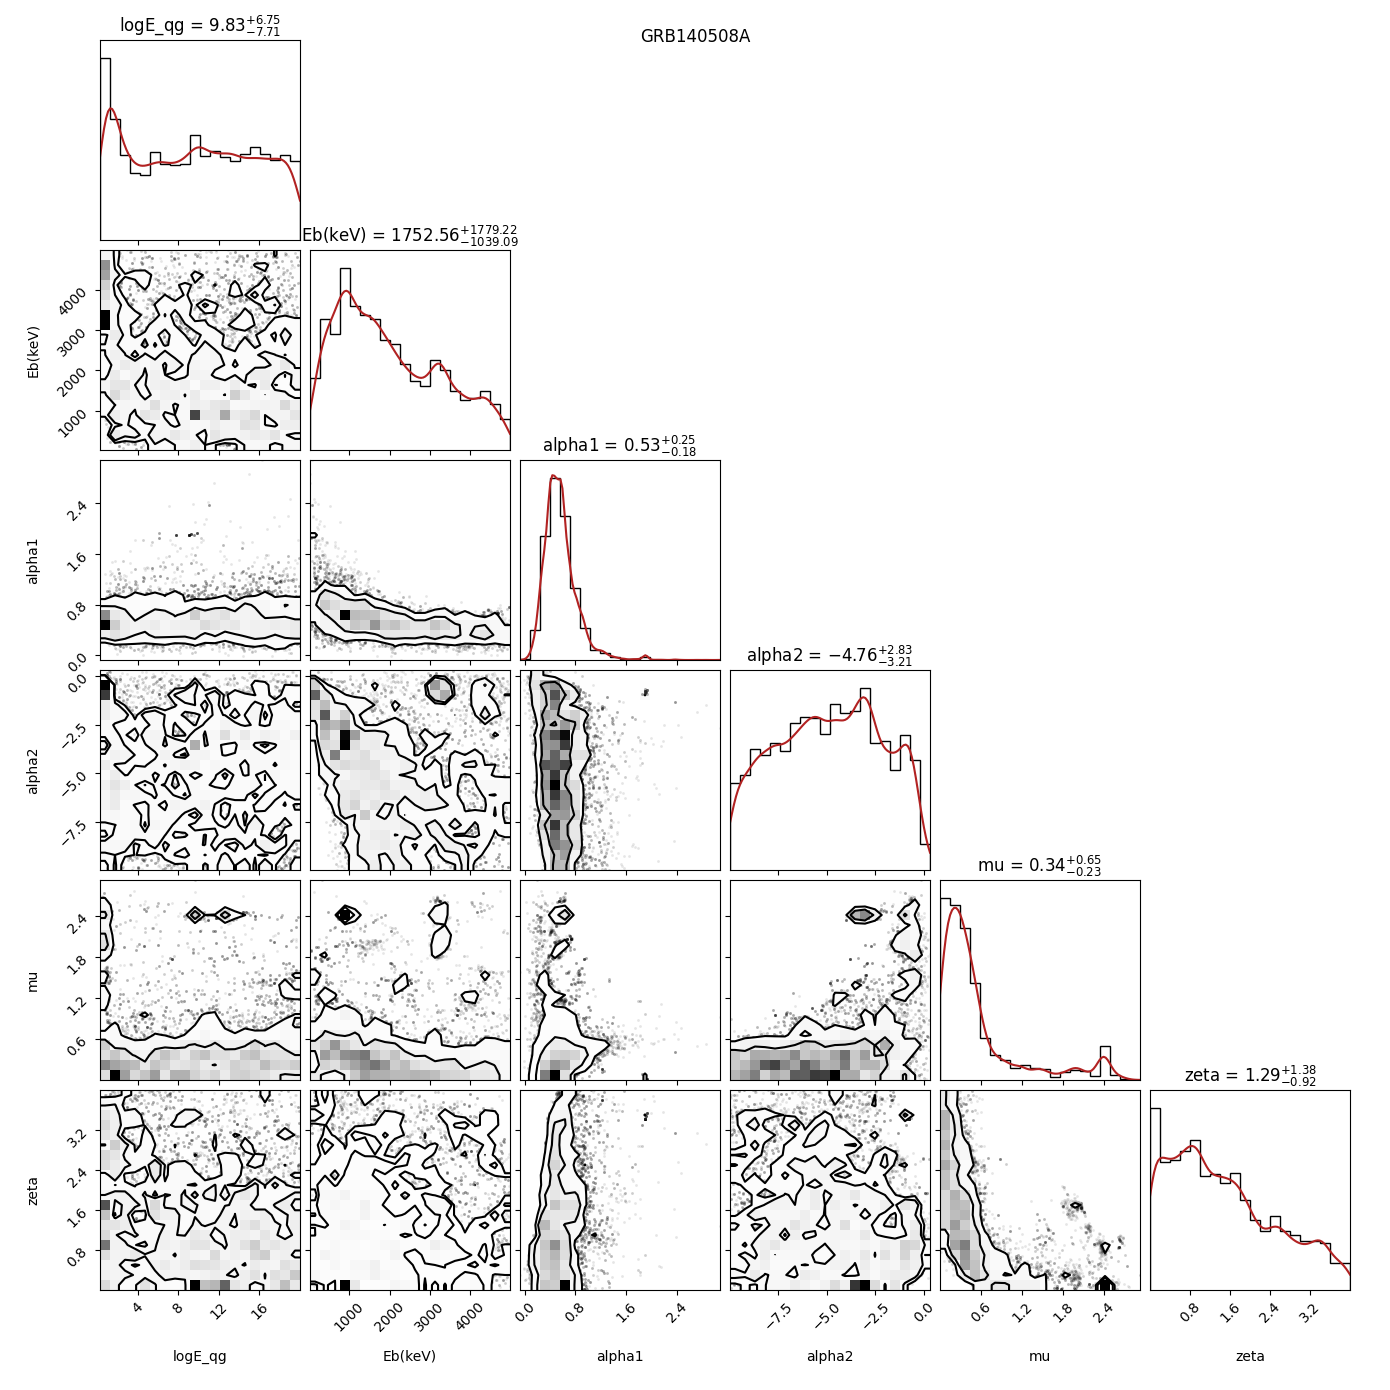 GRB140508A
logE_qg = 9.83+6.75−7.71
Eb(keV) = 1752.56+1779.22−1039.09
4000
3000
2000
1000
Eb(keV)
alpha1 = 0.53+0.25−0.18
2.4
1.6
0.8
0.0
alpha1
alpha2 = −4.76+2.83−3.21
0.0
−2.5
−5.0
−7.5
alpha2
mu = 0.34+0.65−0.23
2.4
1.8
1.2
0.6
mu
zeta = 1.29+1.38−0.92
3.2
2.4
1.6
0.8
zeta
4 8 12 16
1000 2000 3000 4000
0.0 0.8 1.6 2.4
−7.5 −5.0 −2.5 0.0
0.6 1.2 1.8 2.4
0.8 1.6 2.4 3.2
logE_qg
Eb(keV)
alpha1
alpha2
mu
zeta